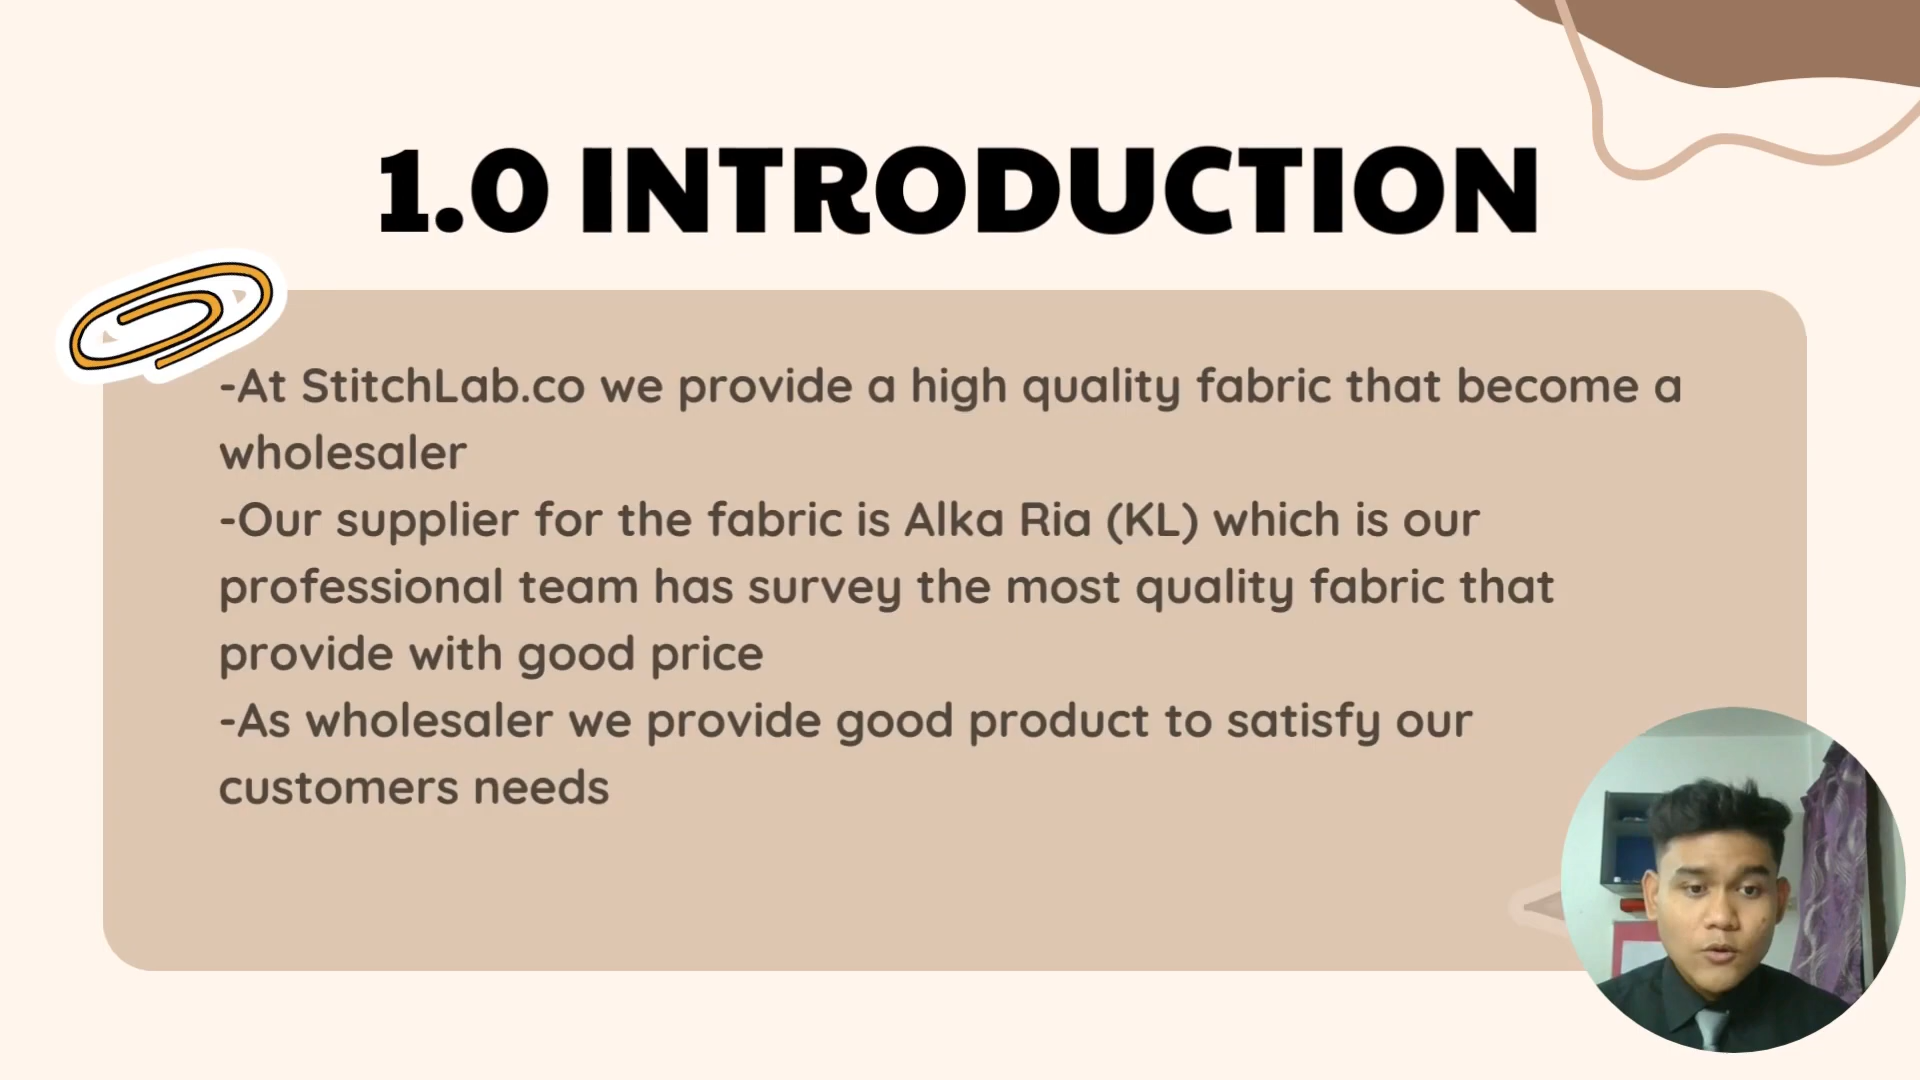 1.0 INTRODUCTION
-At StitchLab.co we provide a high quality fabric that become a
wholesaler
-Our supplier for the fabric is Alka Ria (KL) which is our
professional team has survey the most quality fabric that
provide with good price
-As wholesaler we provide good product to satisfy our
customers needs